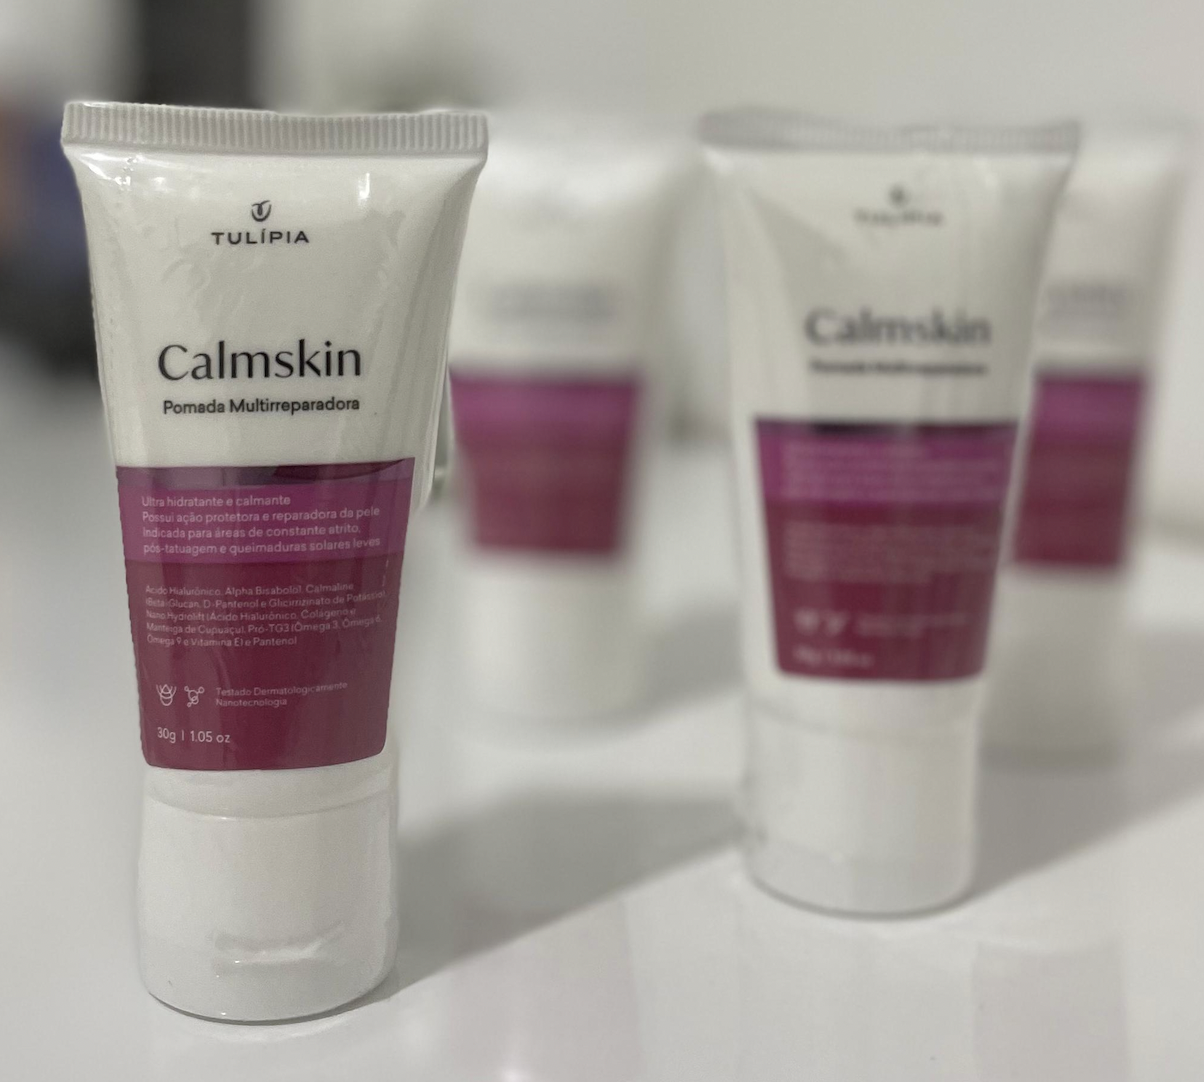 TULÍPIA
Calmskin
Pomada Multirreparadora
Ultra hidratante e calmante
Possui ação protetora e reparadora da pele
Indicada para áreas de constante atrito,
pós-tatuagem e queimaduras solares leves
Ácido Hialurônico, Alpha Bisabolol, Calmaline
(Beta-Glucan, D-Pantenol e Glicirrizinato de Potássio),
Nano Hydrolift (Ácido Hialurônico, Colágeno e
Manteiga de Cupuaçu), Pró-TG3 (Ômega 3, Ômega 6,
Ômega 9 e Vitamina E) e Pantenol
Testado Dermatologicamente
Nanotecnologia
30g | 1.05 oz
TULÍPIA
Calmskin
Pomada Multirreparadora